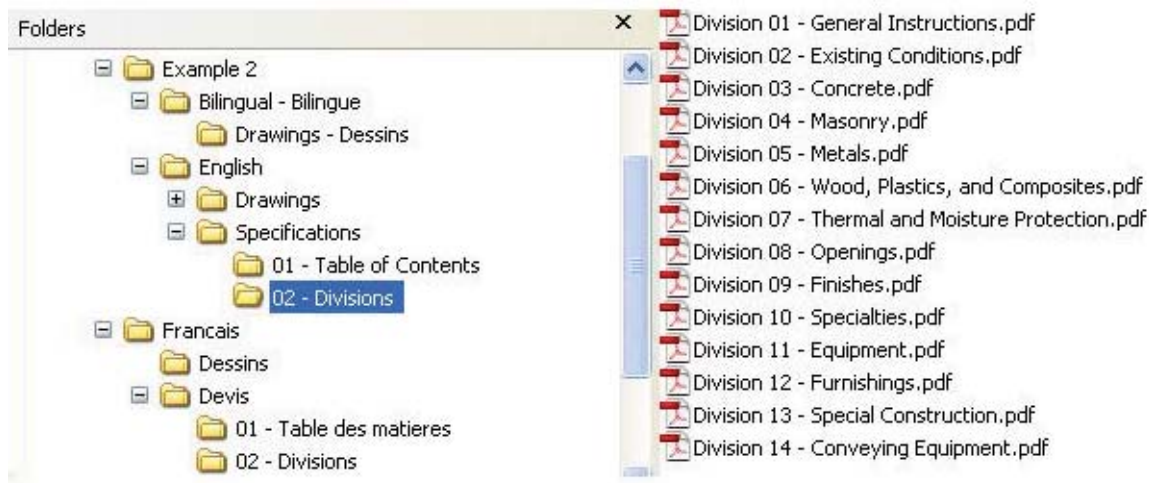 Folders
Example 2
Bilingual - Bilingue
Drawings - Dessins
English
Drawings
Specifications
01 - Table of Contents
02 - Divisions
Francais
Dessins
Devis
01 - Table des matieres
02 - Divisions
Division 01 - General Instructions.pdf
Division 02 - Existing Conditions.pdf
Division 03 - Concrete.pdf
Division 04 - Masonry.pdf
Division 05 - Metals.pdf
Division 06 - Wood, Plastics, and Composites.pdf
Division 07 - Thermal and Moisture Protection.pdf
Division 08 - Openings.pdf
Division 09 - Finishes.pdf
Division 10 - Specialties.pdf
Division 11 - Equipment.pdf
Division 12 - Furnishings.pdf
Division 13 - Special Construction.pdf
Division 14 - Conveying Equipment.pdf